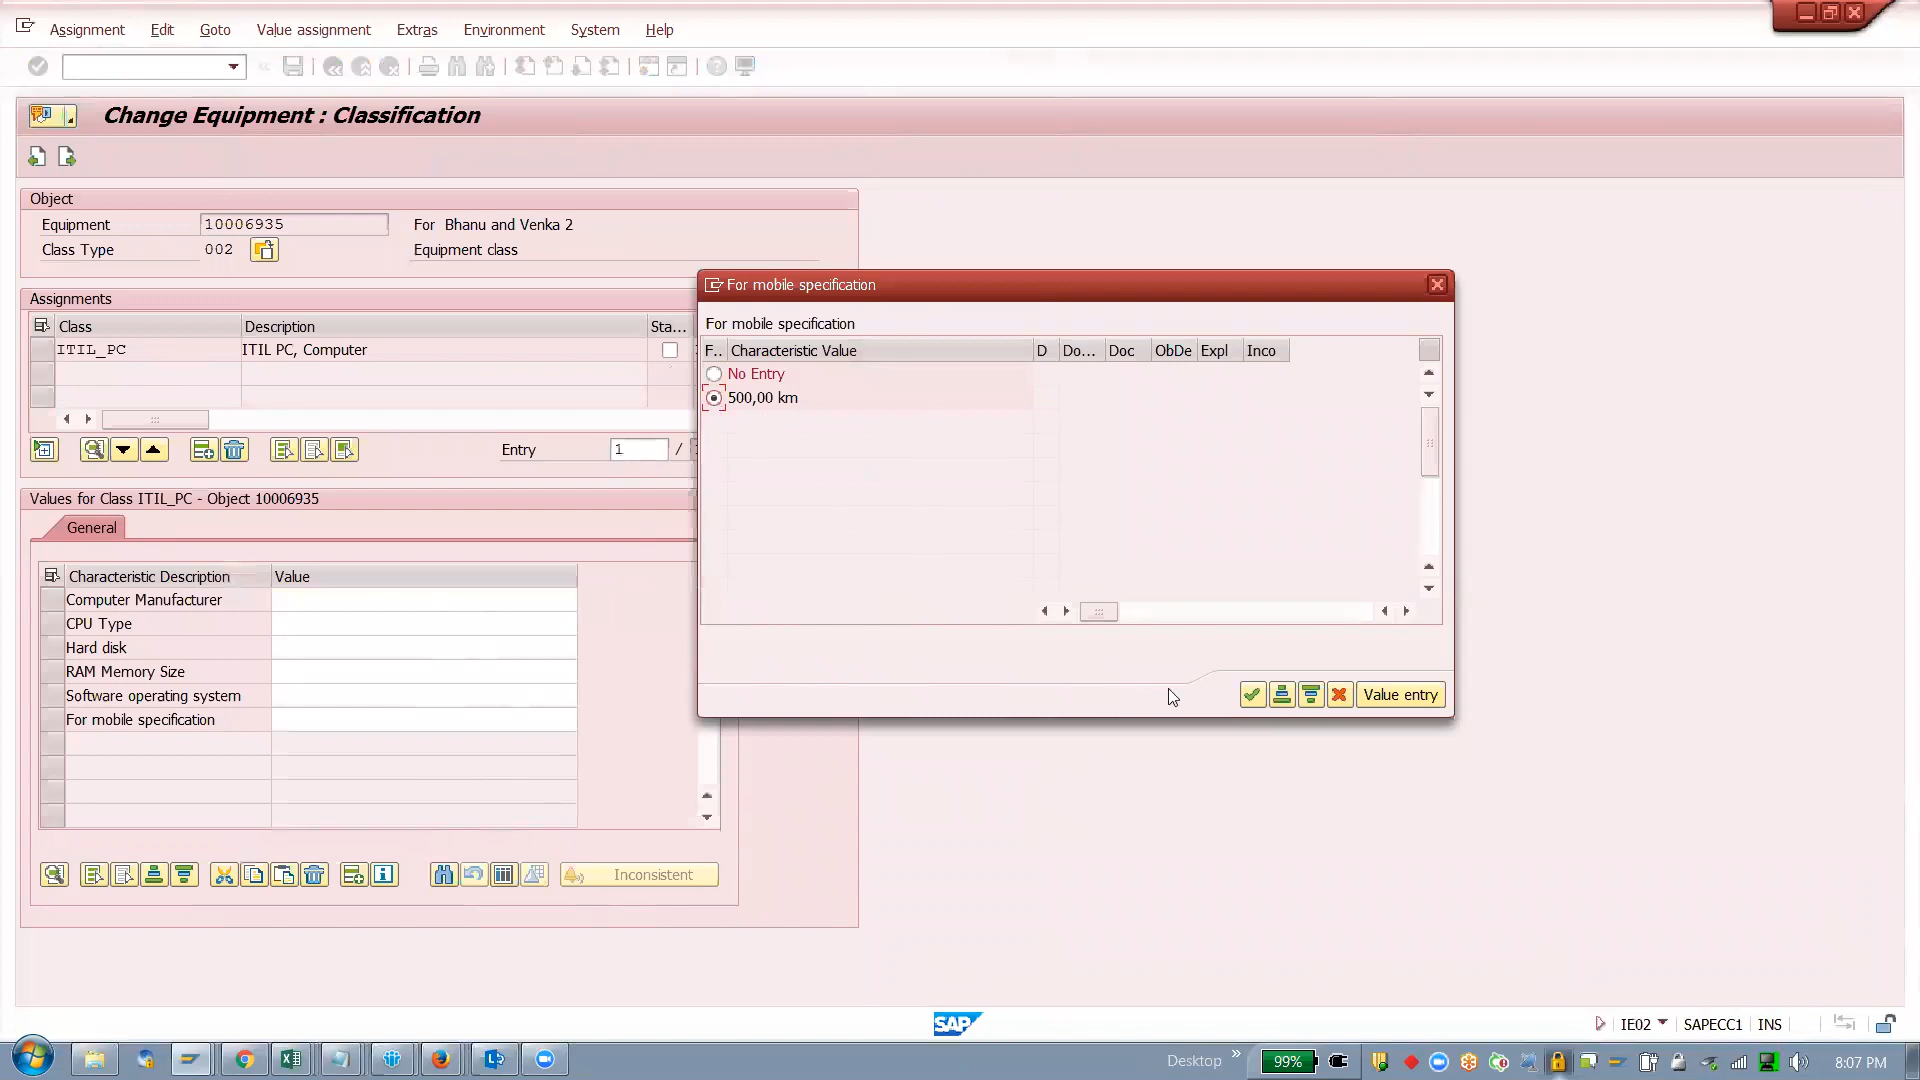 Assignment Edit Goto Value assignment Extras Environment System Help
Change Equipment : Classification
Object
Equipment 10006935 For Bhanu and Venka 2
Class Type 002 Equipment class
Assignments
Class Description Sta...
ITIL_PC ITIL PC, Computer
Entry 1 /
Values for Class ITIL_PC - Object 10006935
General
Characteristic Description Value
Computer Manufacturer
CPU Type
Hard disk
RAM Memory Size
Software operating system
For mobile specification
Inconsistent
For mobile specification
For mobile specification
F.. Characteristic Value D Do... Doc ObDe Expl Inco
No Entry
500,00 km
Value entry
SAP
IE02 SAPECC1 INS
Desktop » 99% 8:07 PM